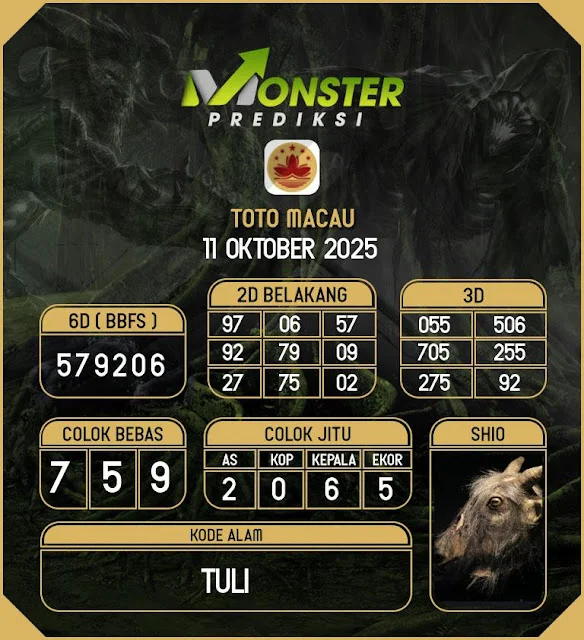 MONSTER
PREDIKSI
TOTO MACAU
11 OKTOBER 2025
6D ( BBFS )
579206
2D BELAKANG
97 06 57
92 79 09
27 75 02
3D
055 506
705 255
275 92
COLOK BEBAS
7 5 9
COLOK JITU
AS KOP KEPALA EKOR
2 0 6 5
SHIO
KODE ALAM
TULI